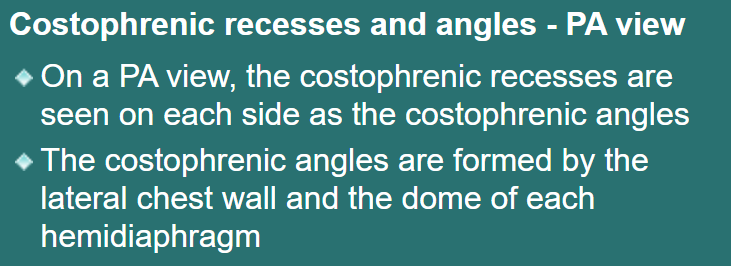 Costophrenic recesses and angles - PA view
On a PA view, the costophrenic recesses are
seen on each side as the costophrenic angles
The costophrenic angles are formed by the
lateral chest wall and the dome of each
hemidiaphragm